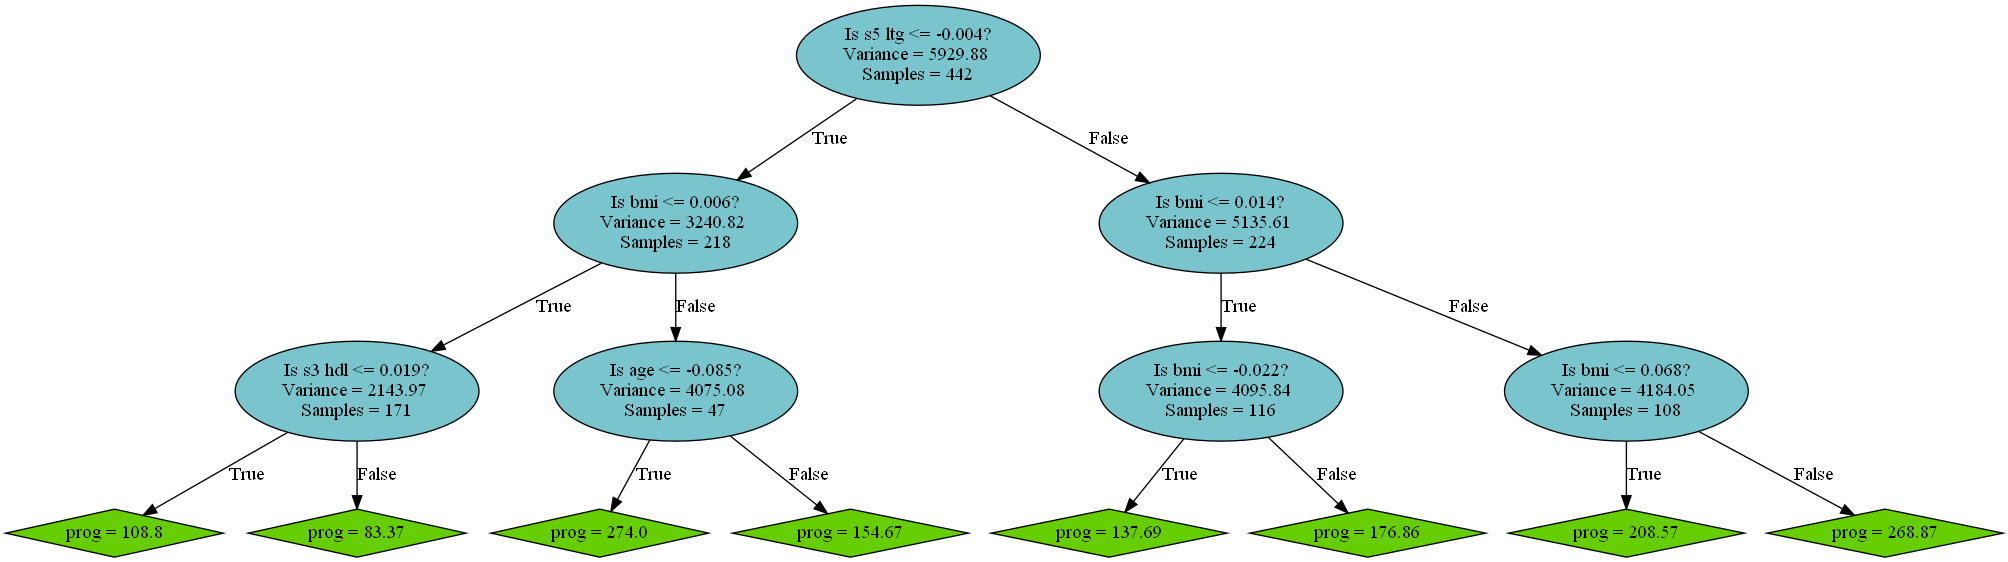 Is s5 ltg <= -0.004?
Variance = 5929.88
Samples = 442
True
False
Is bmi <= 0.006?
Variance = 3240.82
Samples = 218
Is bmi <= 0.014?
Variance = 5135.61
Samples = 224
True
False
True
False
Is s3 hdl <= 0.019?
Variance = 2143.97
Samples = 171
Is age <= -0.085?
Variance = 4075.08
Samples = 47
Is bmi <= -0.022?
Variance = 4095.84
Samples = 116
Is bmi <= 0.068?
Variance = 4184.05
Samples = 108
True
False
True
False
True
False
True
False
prog = 108.8
prog = 83.37
prog = 274.0
prog = 154.67
prog = 137.69
prog = 176.86
prog = 208.57
prog = 268.87